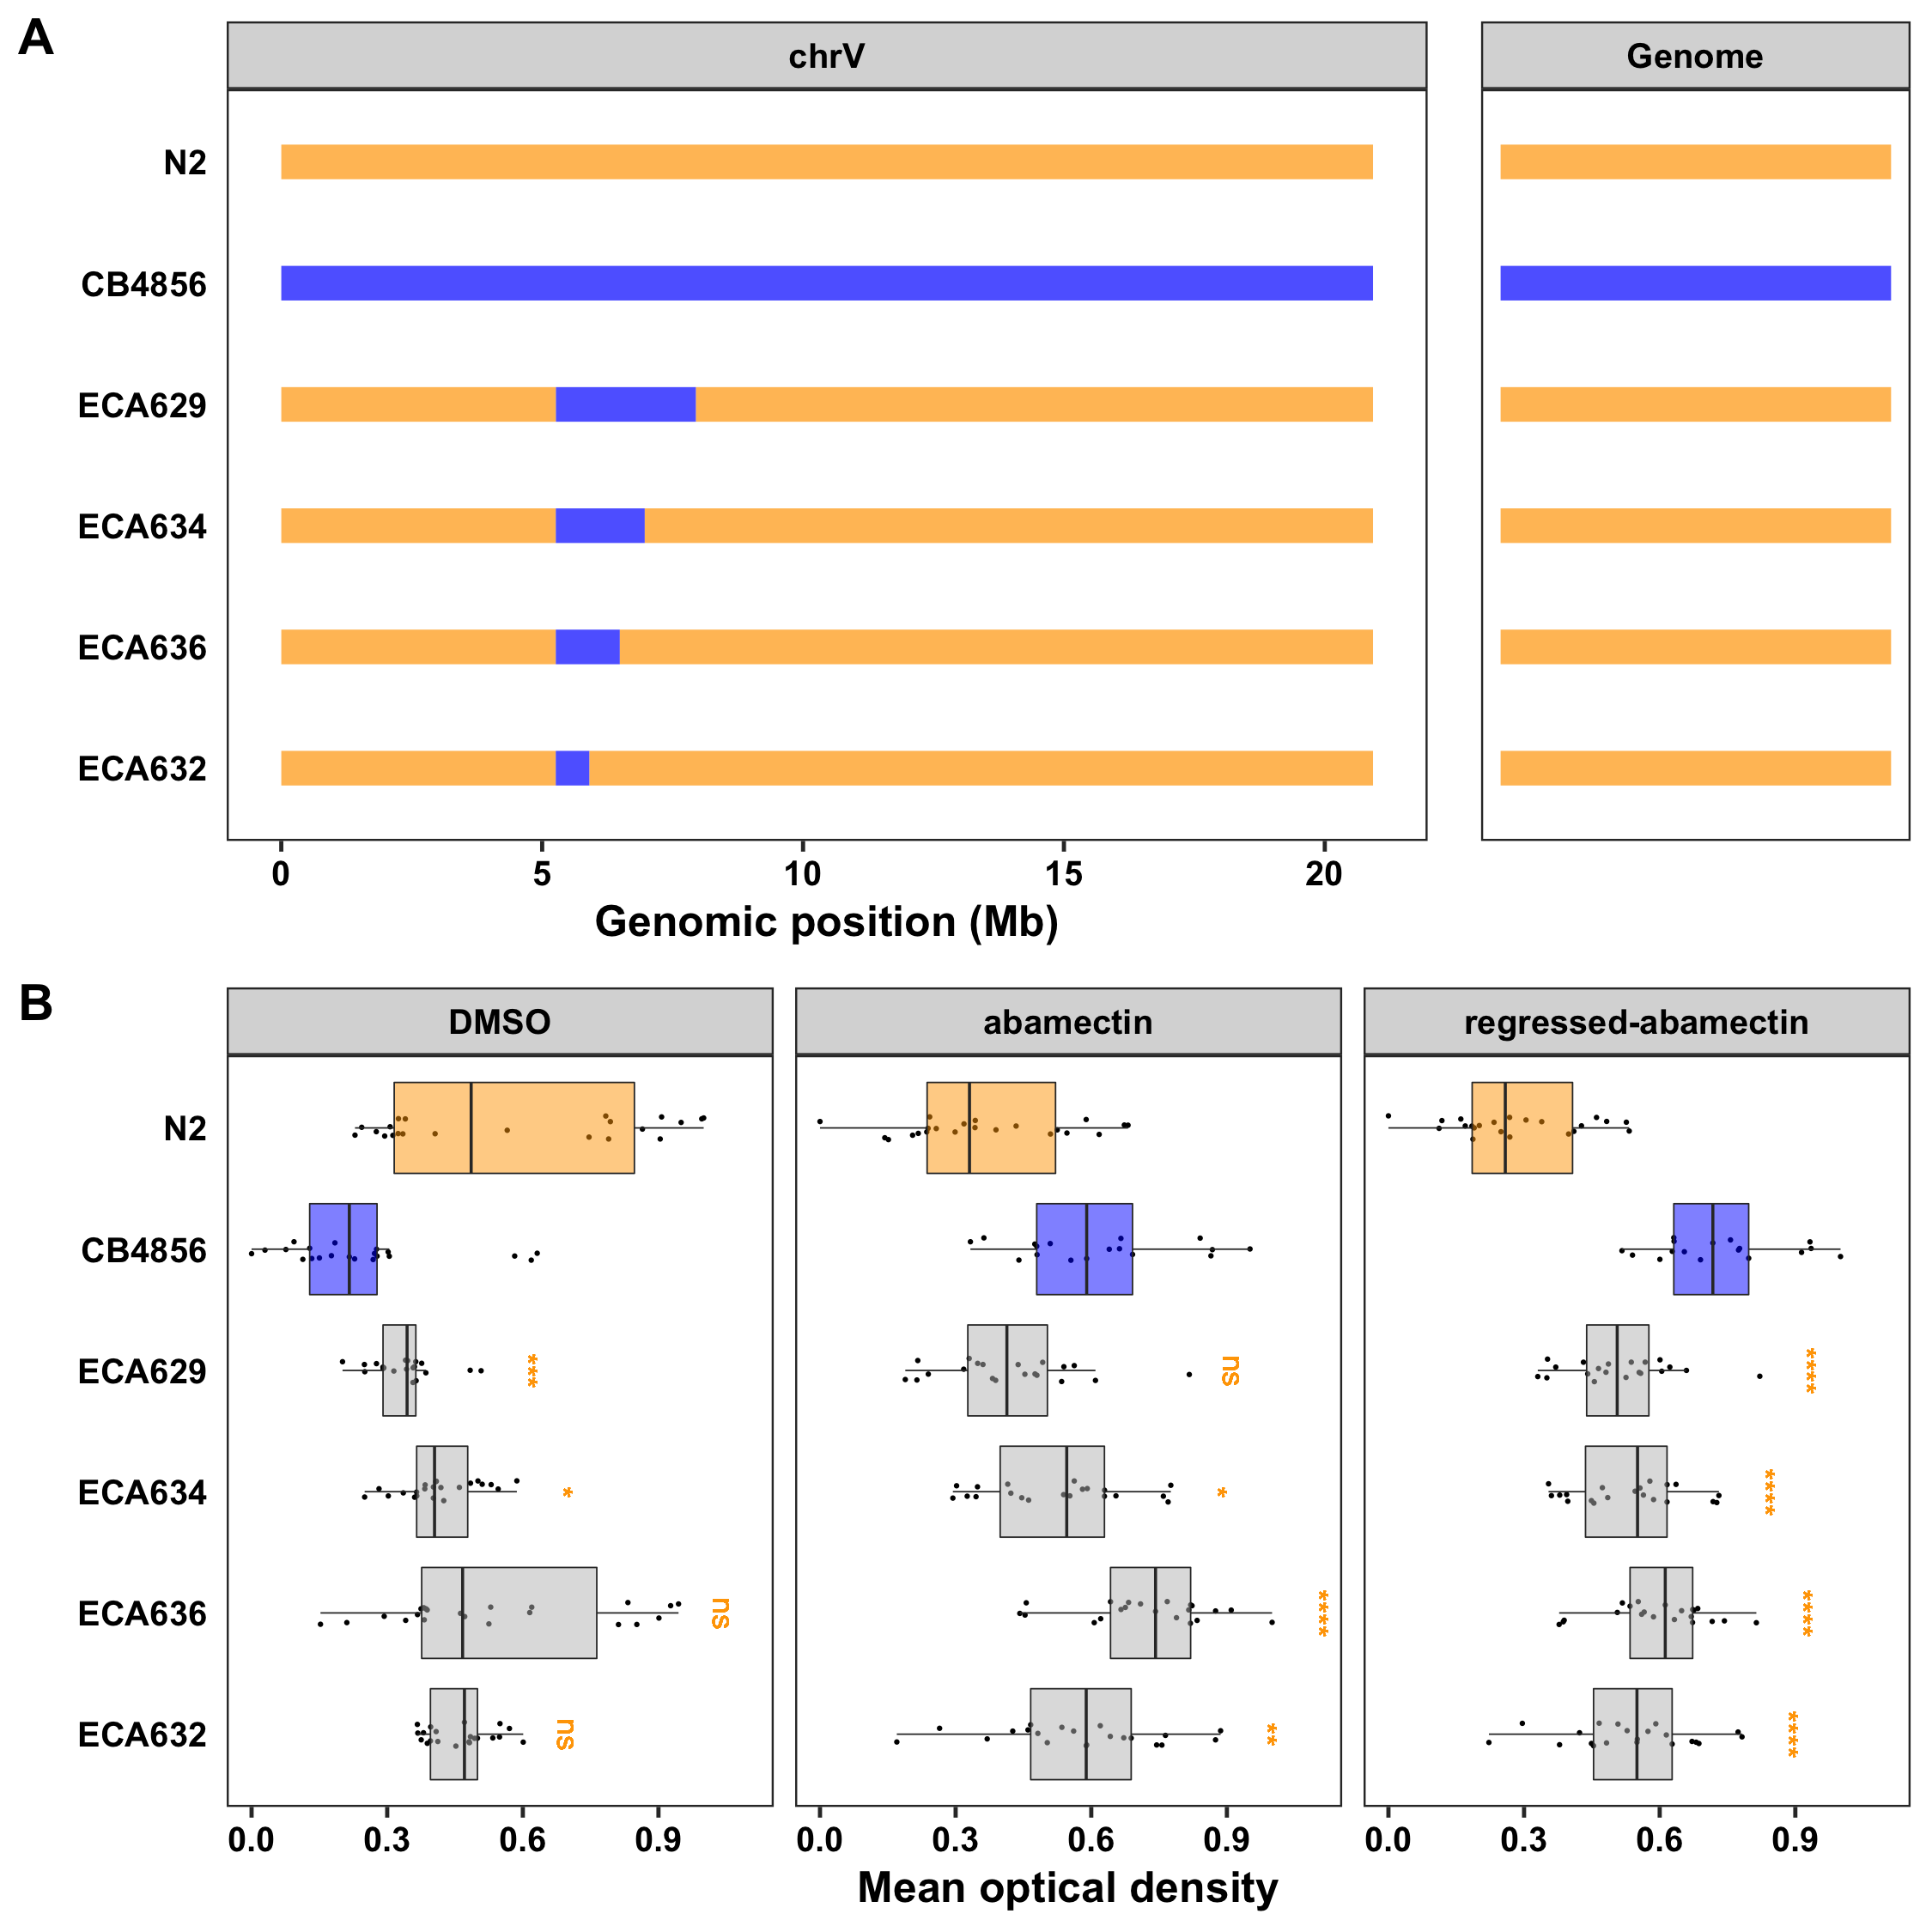 A
chrV
Genome
N2
CB4856
ECA629
ECA634
ECA636
ECA632
0 5 10 15 20
Genomic position (Mb)
B
DMSO
abamectin
regressed-abamectin
N2
CB4856
ECA629
*** ns ****
ECA634
* * ****
ECA636
ns **** ****
ECA632
ns ** ****
0.0 0.3 0.6 0.9 0.0 0.3 0.6 0.9 0.0 0.3 0.6 0.9
Mean optical density